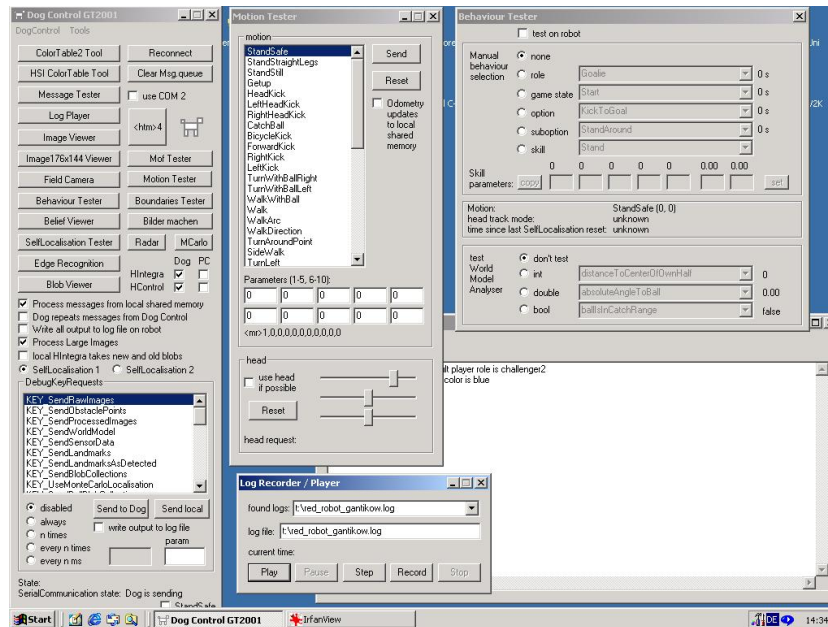 Dog Control GT2001
DogControl Tools
ColorTable2 Tool
Reconnect
HSI ColorTable Tool
Clear Msg.queue
Message Tester
use COM 2
Log Player
<htm>4
Image Viewer
Image176x144 Viewer
Mof Tester
Field Camera
Motion Tester
Behaviour Tester
Boundaries Tester
Belief Viewer
Bilder machen
SelfLocalisation Tester
Radar
MCarlo
Edge Recognition
Dog PC
Blob Viewer
HIntegra
HControl
Process messages from local shared memory
Dog repeats messages from Dog Control
Write all output to log file on robot
Process Large Images
local HIntegra takes new and old blobs
SelfLocalisation 1
SelfLocalisation 2
DebugKeyRequests
KEY_SendRawImages
KEY_SendObstaclePoints
KEY_SendProcessedImages
KEY_SendWorldModel
KEY_SendSensorData
KEY_SendLandmarks
KEY_SendLandmarksAsDetected
KEY_SendBlobCollections
KEY_UseMonteCarloLocalisation
disabled
Send to Dog
Send local
always
write output to log file
n times
param
every n times
every n ms
State:
SerialCommunication state: Dog is sending
StandSafe
Motion Tester
motion
StandSafe
StandStraightLegs
StandStill
Getup
HeadKick
LeftHeadKick
RightHeadKick
CatchBall
BicycleKick
ForwardKick
RightKick
LeftKick
TurnWithBallRight
TurnWithBallLeft
WalkWithBall
Walk
WalkArc
WalkDirection
TurnAroundPoint
SideWalk
TurnLeft
Send
Reset
Odometry
updates
to local
shared
memory
Parameters (1-5, 6-10):
0 0 0 0 0
0 0 0 0 0
<mr>1,0,0,0,0,0,0,0,0,0,0
head
use head
if possible
Reset
head request:
Behaviour Tester
test on robot
Manual
behaviour
selection
none
role Goalie 0 s
game state Start 0 s
option KickToGoal 0 s
suboption StandAround 0 s
skill Stand
0 0 0 0 0.00 0.00
Skill
parameters:
copy
set
Motion: StandSafe (0, 0)
head track mode: unknown
time since last SelfLocalisation reset: unknown
test
World
Model
Analyser
don't test
int distanceToCenterOfOwnHalf 0
double absoluteAngleToBall 0.00
bool ballIsInCatchRange false
lt player role is challenger2
color is blue
Log Recorder / Player
found logs: t:\red_robot_gantikow.log
log file: t:\red_robot_gantikow.log
current time:
Play
Pause
Step
Record
Stop
Start
Dog Control GT2001
IrfanView
DE
14:34